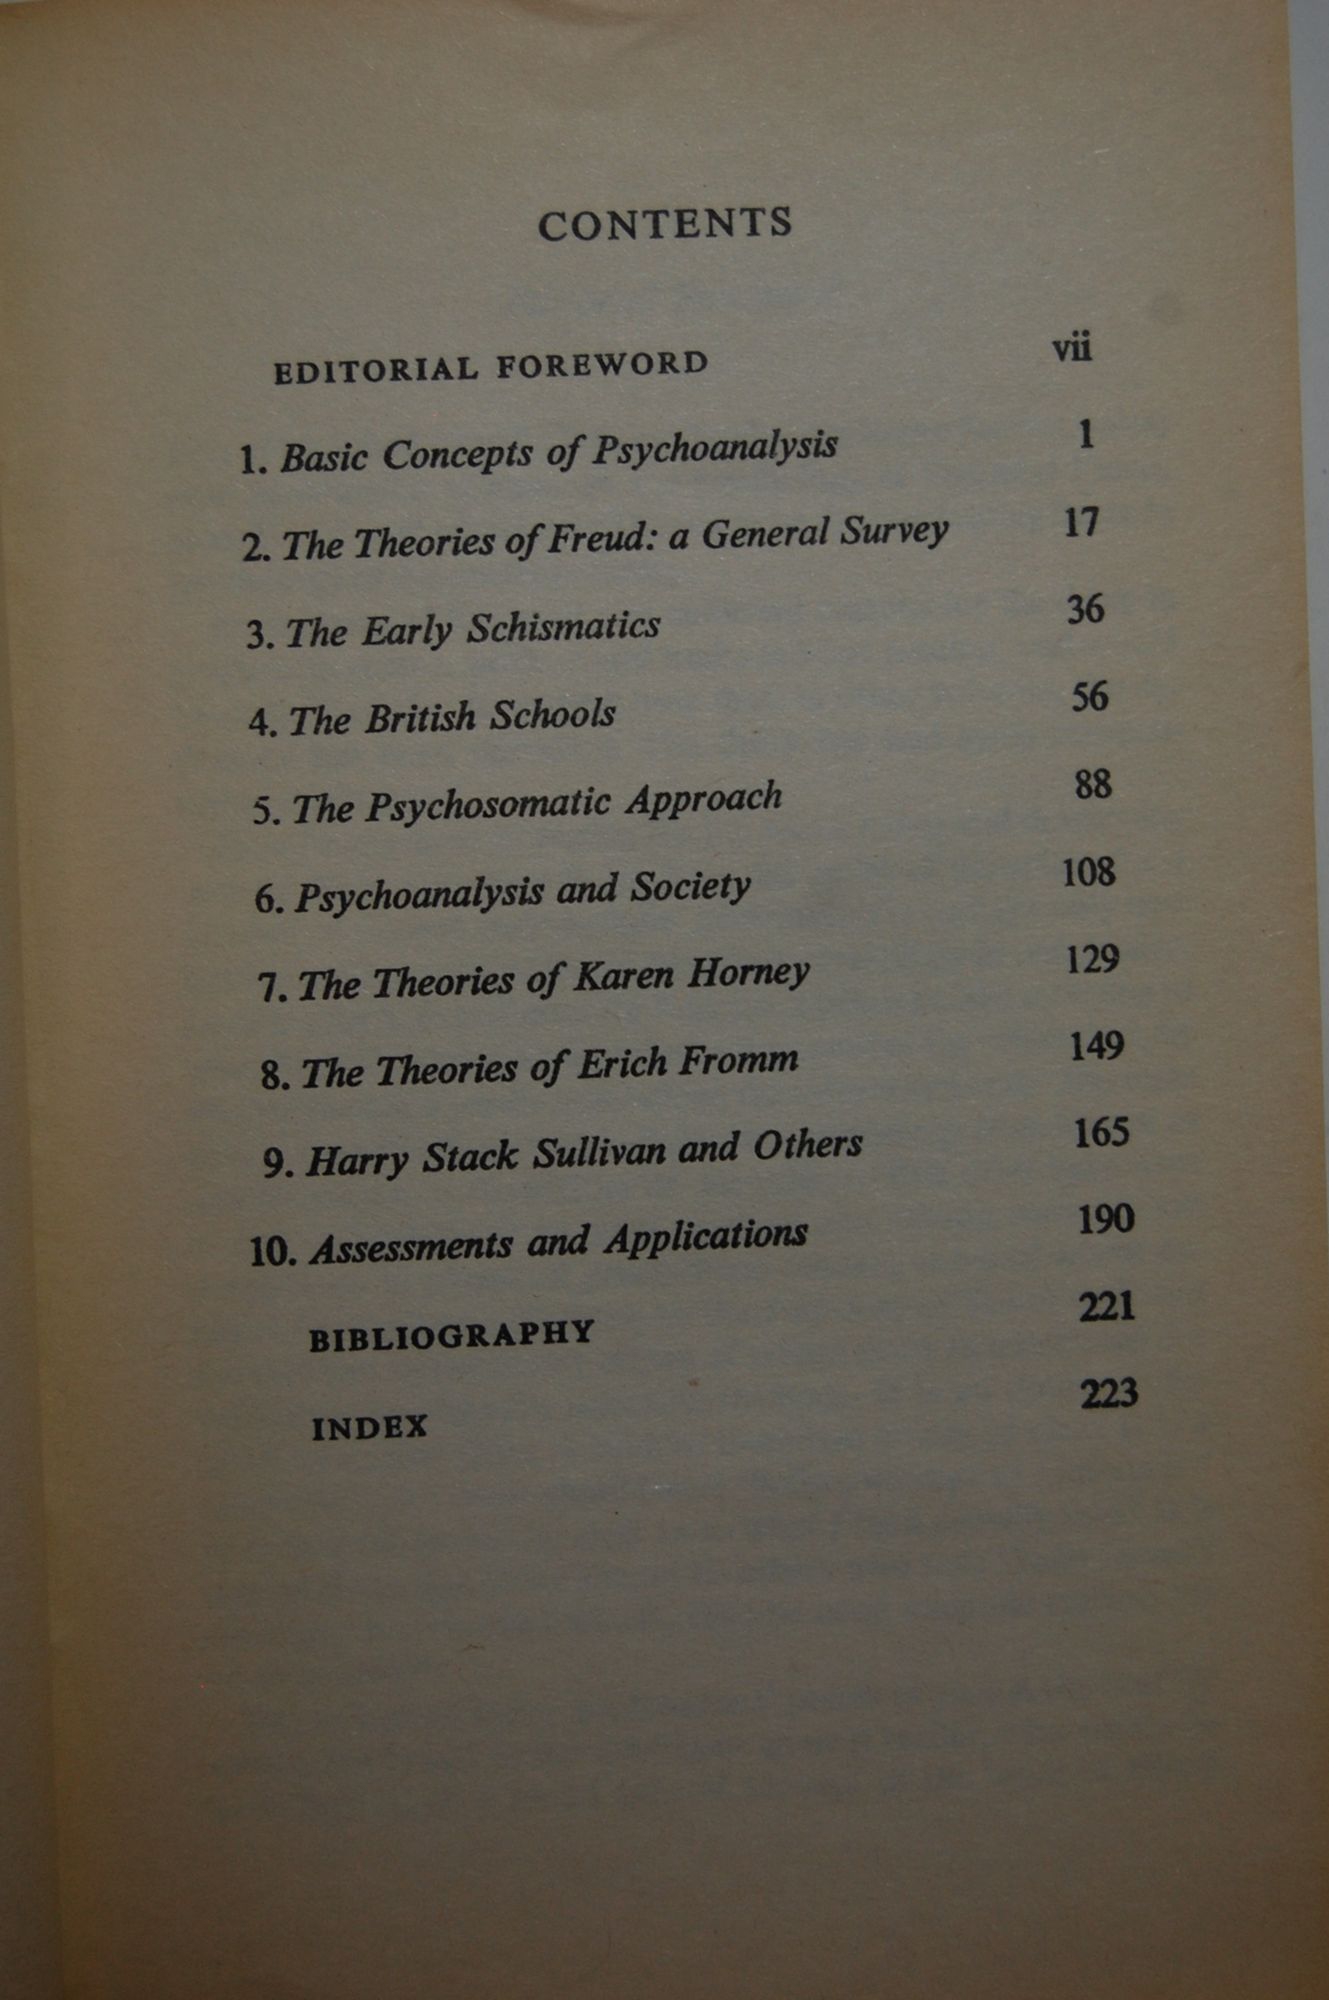 CONTENTS
EDITORIAL FOREWORD vii
1. Basic Concepts of Psychoanalysis 1
2. The Theories of Freud: a General Survey 17
3. The Early Schismatics 36
4. The British Schools 56
5. The Psychosomatic Approach 88
6. Psychoanalysis and Society 108
7. The Theories of Karen Horney 129
8. The Theories of Erich Fromm 149
9. Harry Stack Sullivan and Others 165
10. Assessments and Applications 190
BIBLIOGRAPHY 221
INDEX 223